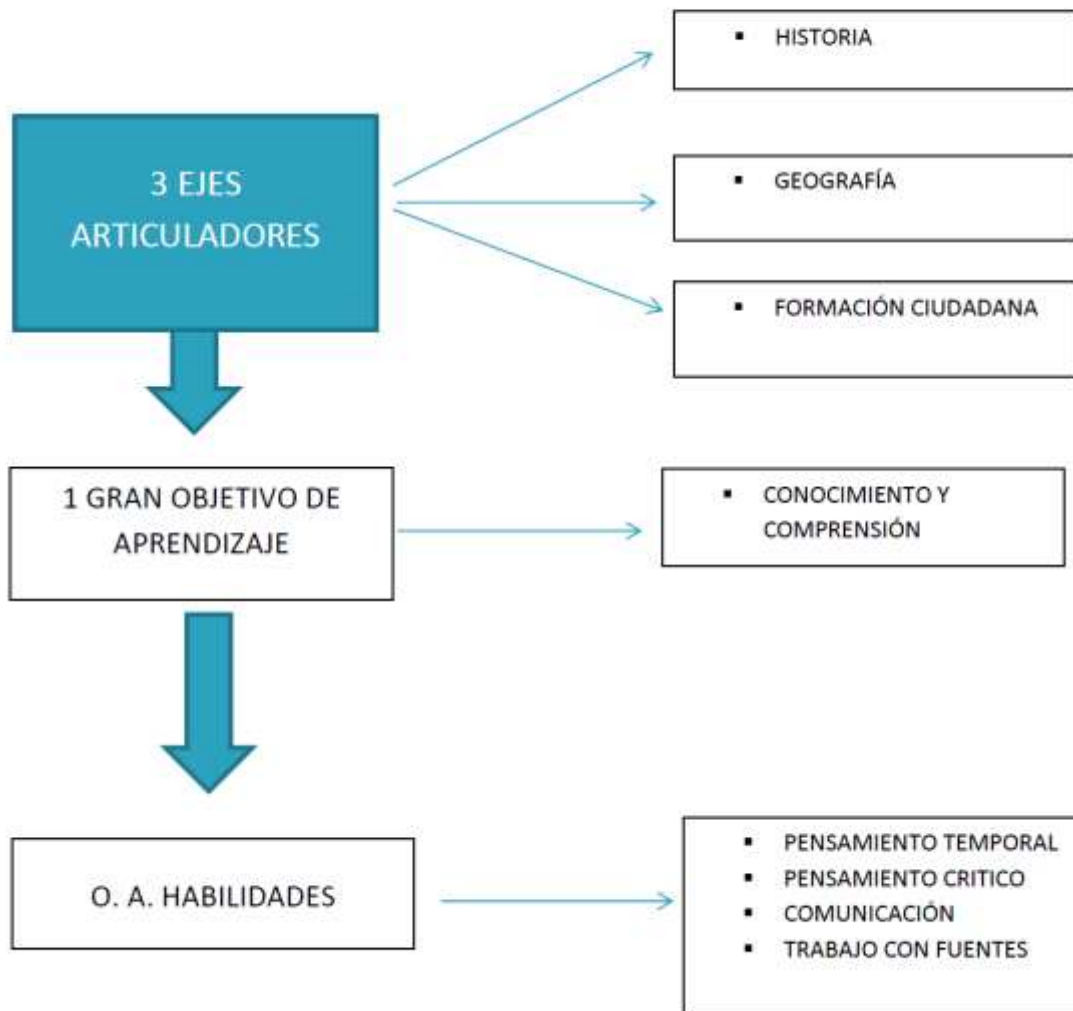 3 EJES
ARTICULADORES
▪ HISTORIA
▪ GEOGRAFÍA
▪ FORMACIÓN CIUDADANA
1 GRAN OBJETIVO DE
APRENDIZAJE
▪ CONOCIMIENTO Y
COMPRENSIÓN
O. A. HABILIDADES
▪ PENSAMIENTO TEMPORAL
▪ PENSAMIENTO CRITICO
▪ COMUNICACIÓN
▪ TRABAJO CON FUENTES